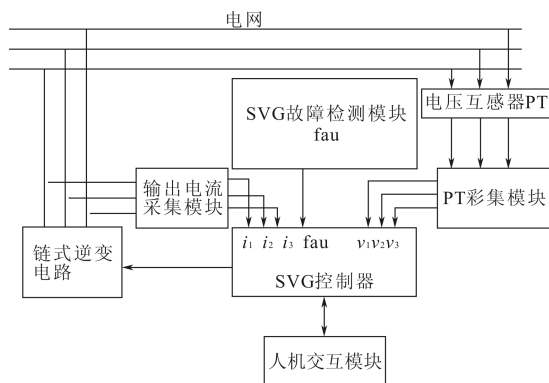 电网
电压互感器PT
SVG故障检测模块
fau
输出电流
采集模块
PT彩集模块
i1 i2 i3 fau v1v2v3
链式逆变
电路
SVG控制器
人机交互模块